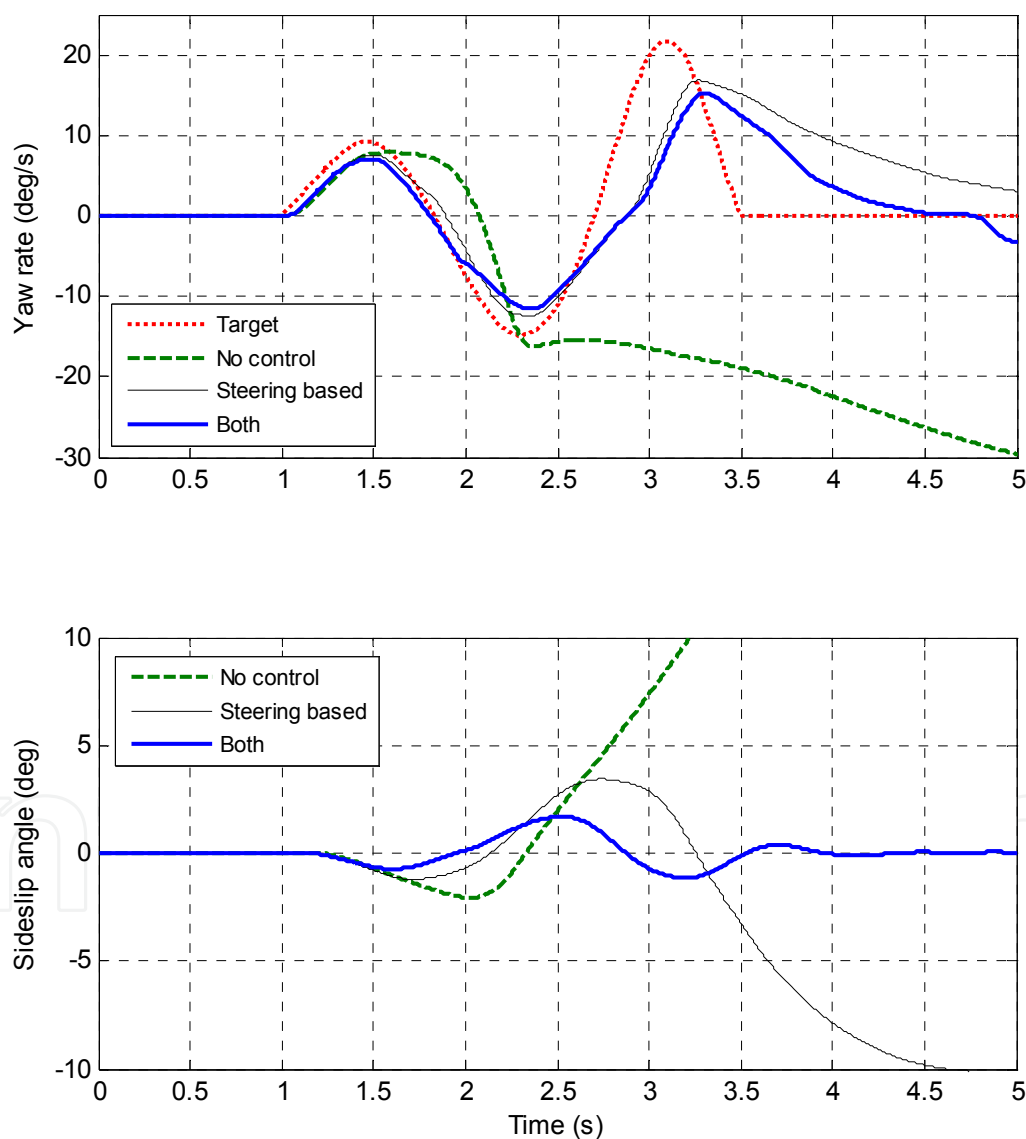 20
10
0
-10
-20
-30
Yaw rate (deg/s)
Target
No control
Steering based
Both
0 0.5 1 1.5 2 2.5 3 3.5 4 4.5 5
10
5
0
-5
-10
Sideslip angle (deg)
No control
Steering based
Both
0 0.5 1 1.5 2 2.5 3 3.5 4 4.5 5
Time (s)